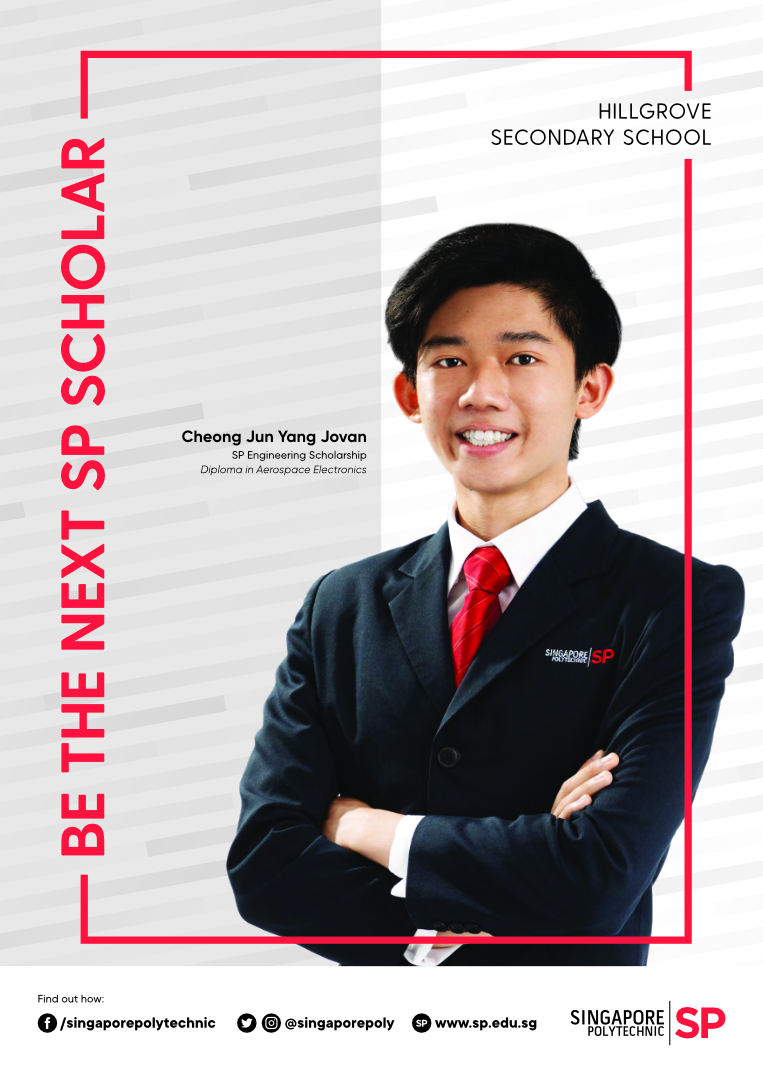 HILLGROVE
SECONDARY SCHOOL
BE THE NEXT SP SCHOLAR
Cheong Jun Yang Jovan
SP Engineering Scholarship
Diploma in Aerospace Electronics
SINGAPORE
POLYTECHNIC
SP
Find out how:
/singaporepolytechnic
@singaporepoly
SP
www.sp.edu.sg
SINGAPORE
POLYTECHNIC
SP